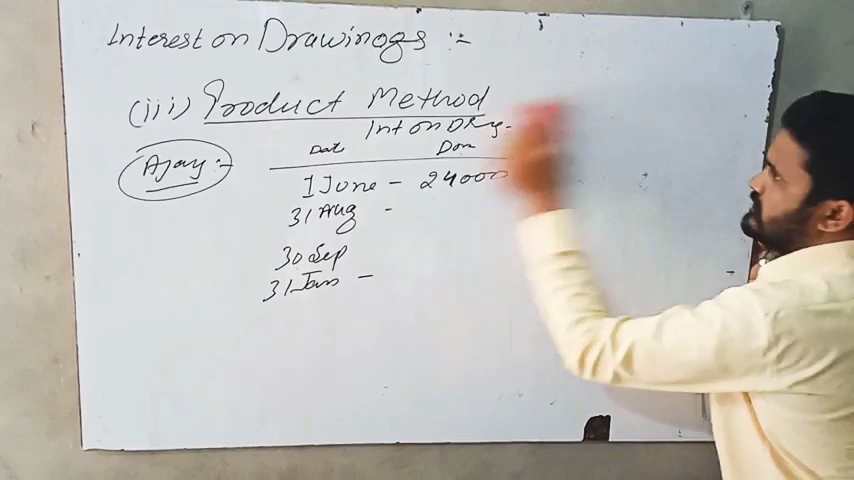 Interest on Drawings :-
(iii) Product Method
Int on DRg.
Ajay :-
Date
1 June - 24000
31 Aug -
30 Sep
31 Jan -